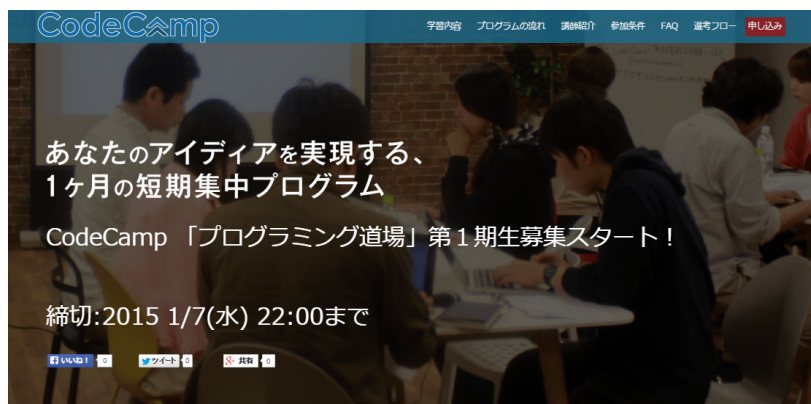 CodeCamp
学習内容 プログラムの流れ 講師紹介 参加条件 FAQ 選考フロー 申し込み
あなたのアイディアを実現する、
1ヶ月の短期集中プログラム
CodeCamp 「プログラミング道場」第１期生募集スタート！
締切:2015 1/7(水) 22:00まで
いいね！ 0 ツイート 0 共有 0